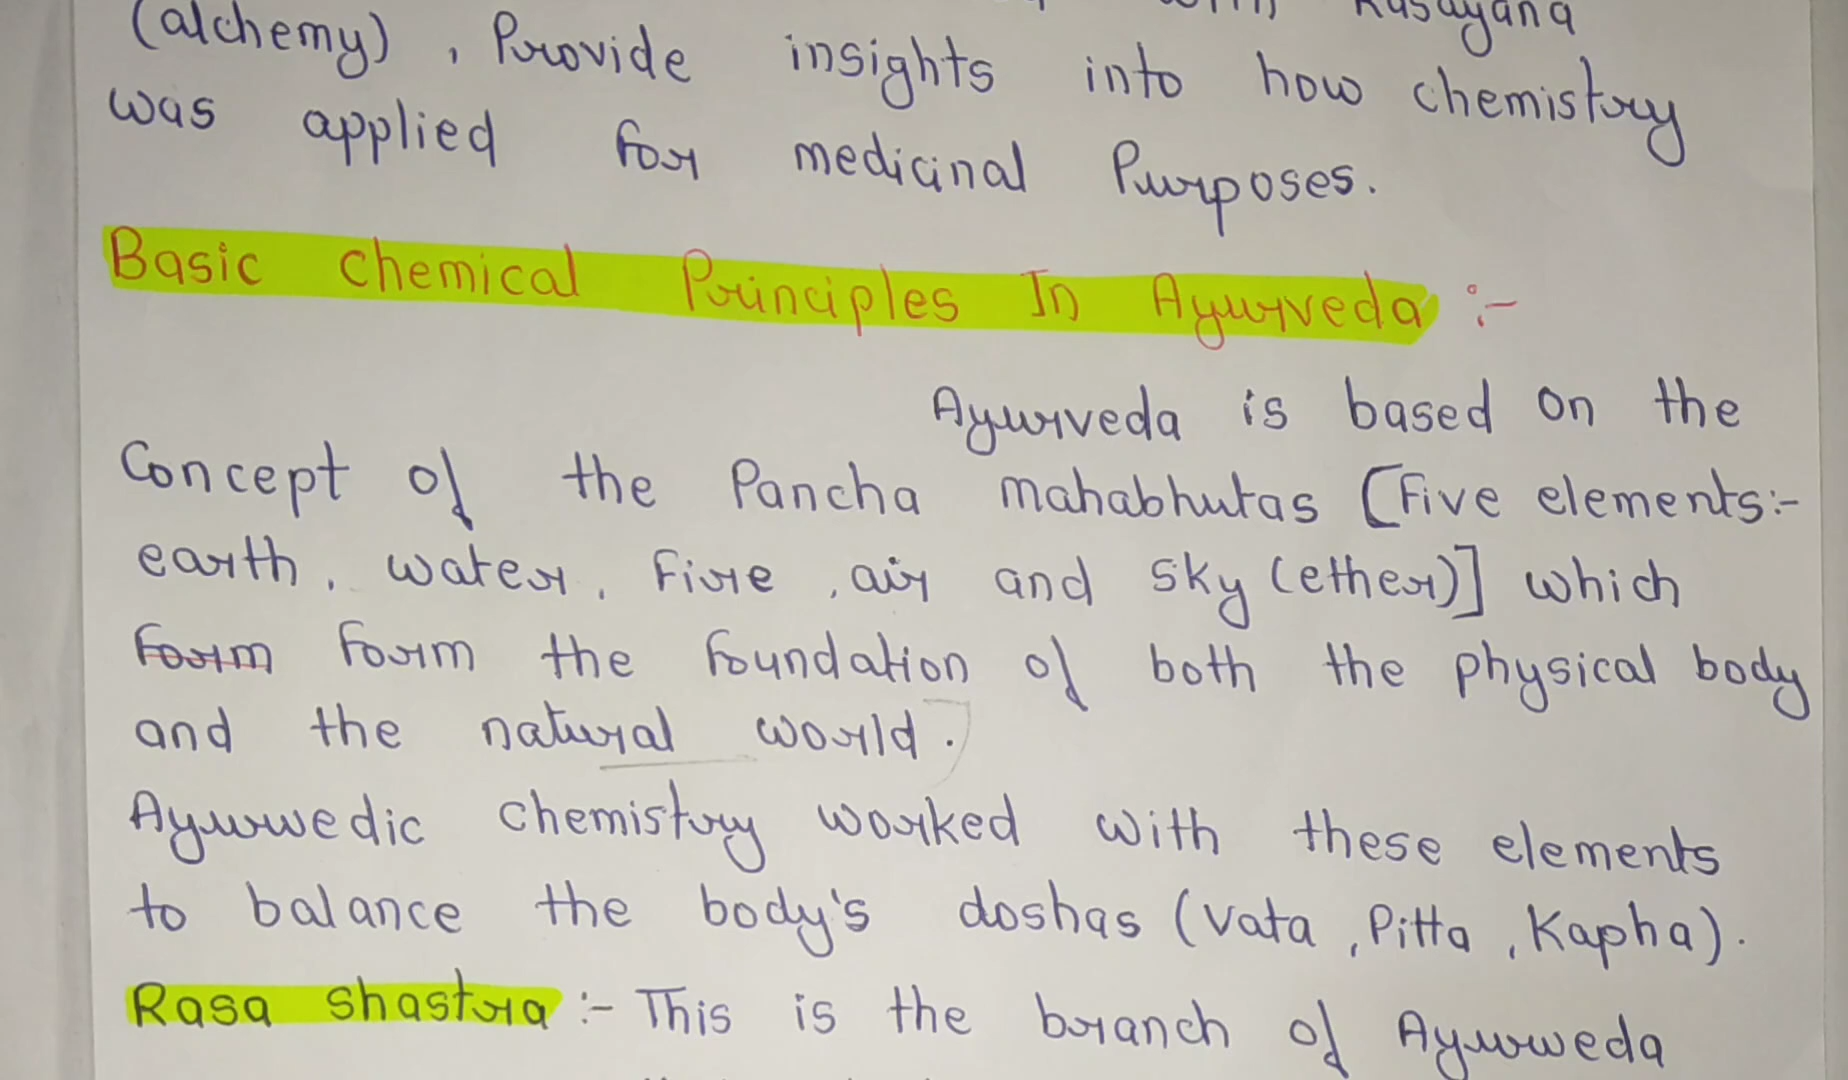 Rasayana
(alchemy) , Provide insights into how chemistry
was applied for medicinal Purposes.
Basic Chemical Principles In Ayurveda :-
Ayurveda is based on the
Concept of the Pancha mahabhutas [Five elements:-
earth, water, Fire , air and sky (ether)] which
Form Form the foundation of both the physical body
and the natural world.
Ayurwedic chemistry worked with these elements
to balance the body's doshas (Vata , Pitta , Kapha).
Rasa shastra :- This is the branch of Ayurweda